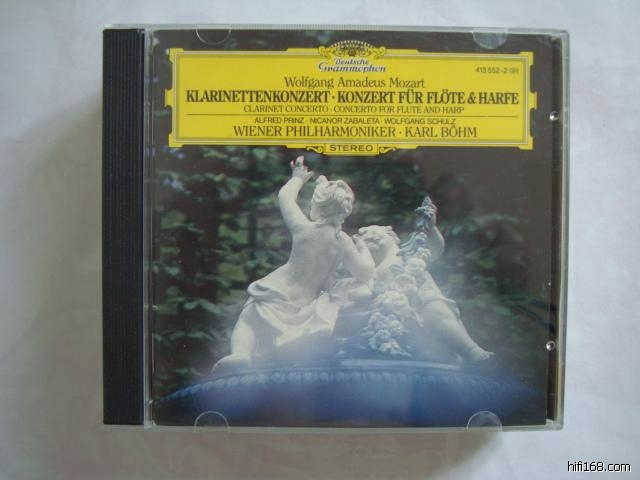 Deutsche
Grammophon
413 552-2 GH
Wolfgang Amadeus Mozart
KLARINETTENKONZERT · KONZERT FÜR FLÖTE & HARFE
CLARINET CONCERTO · CONCERTO FOR FLUTE AND HARP
ALFRED PRINZ · NICANOR ZABALETA · WOLFGANG SCHULZ
WIENER PHILHARMONIKER · KARL BÖHM
STEREO
hifi168.com